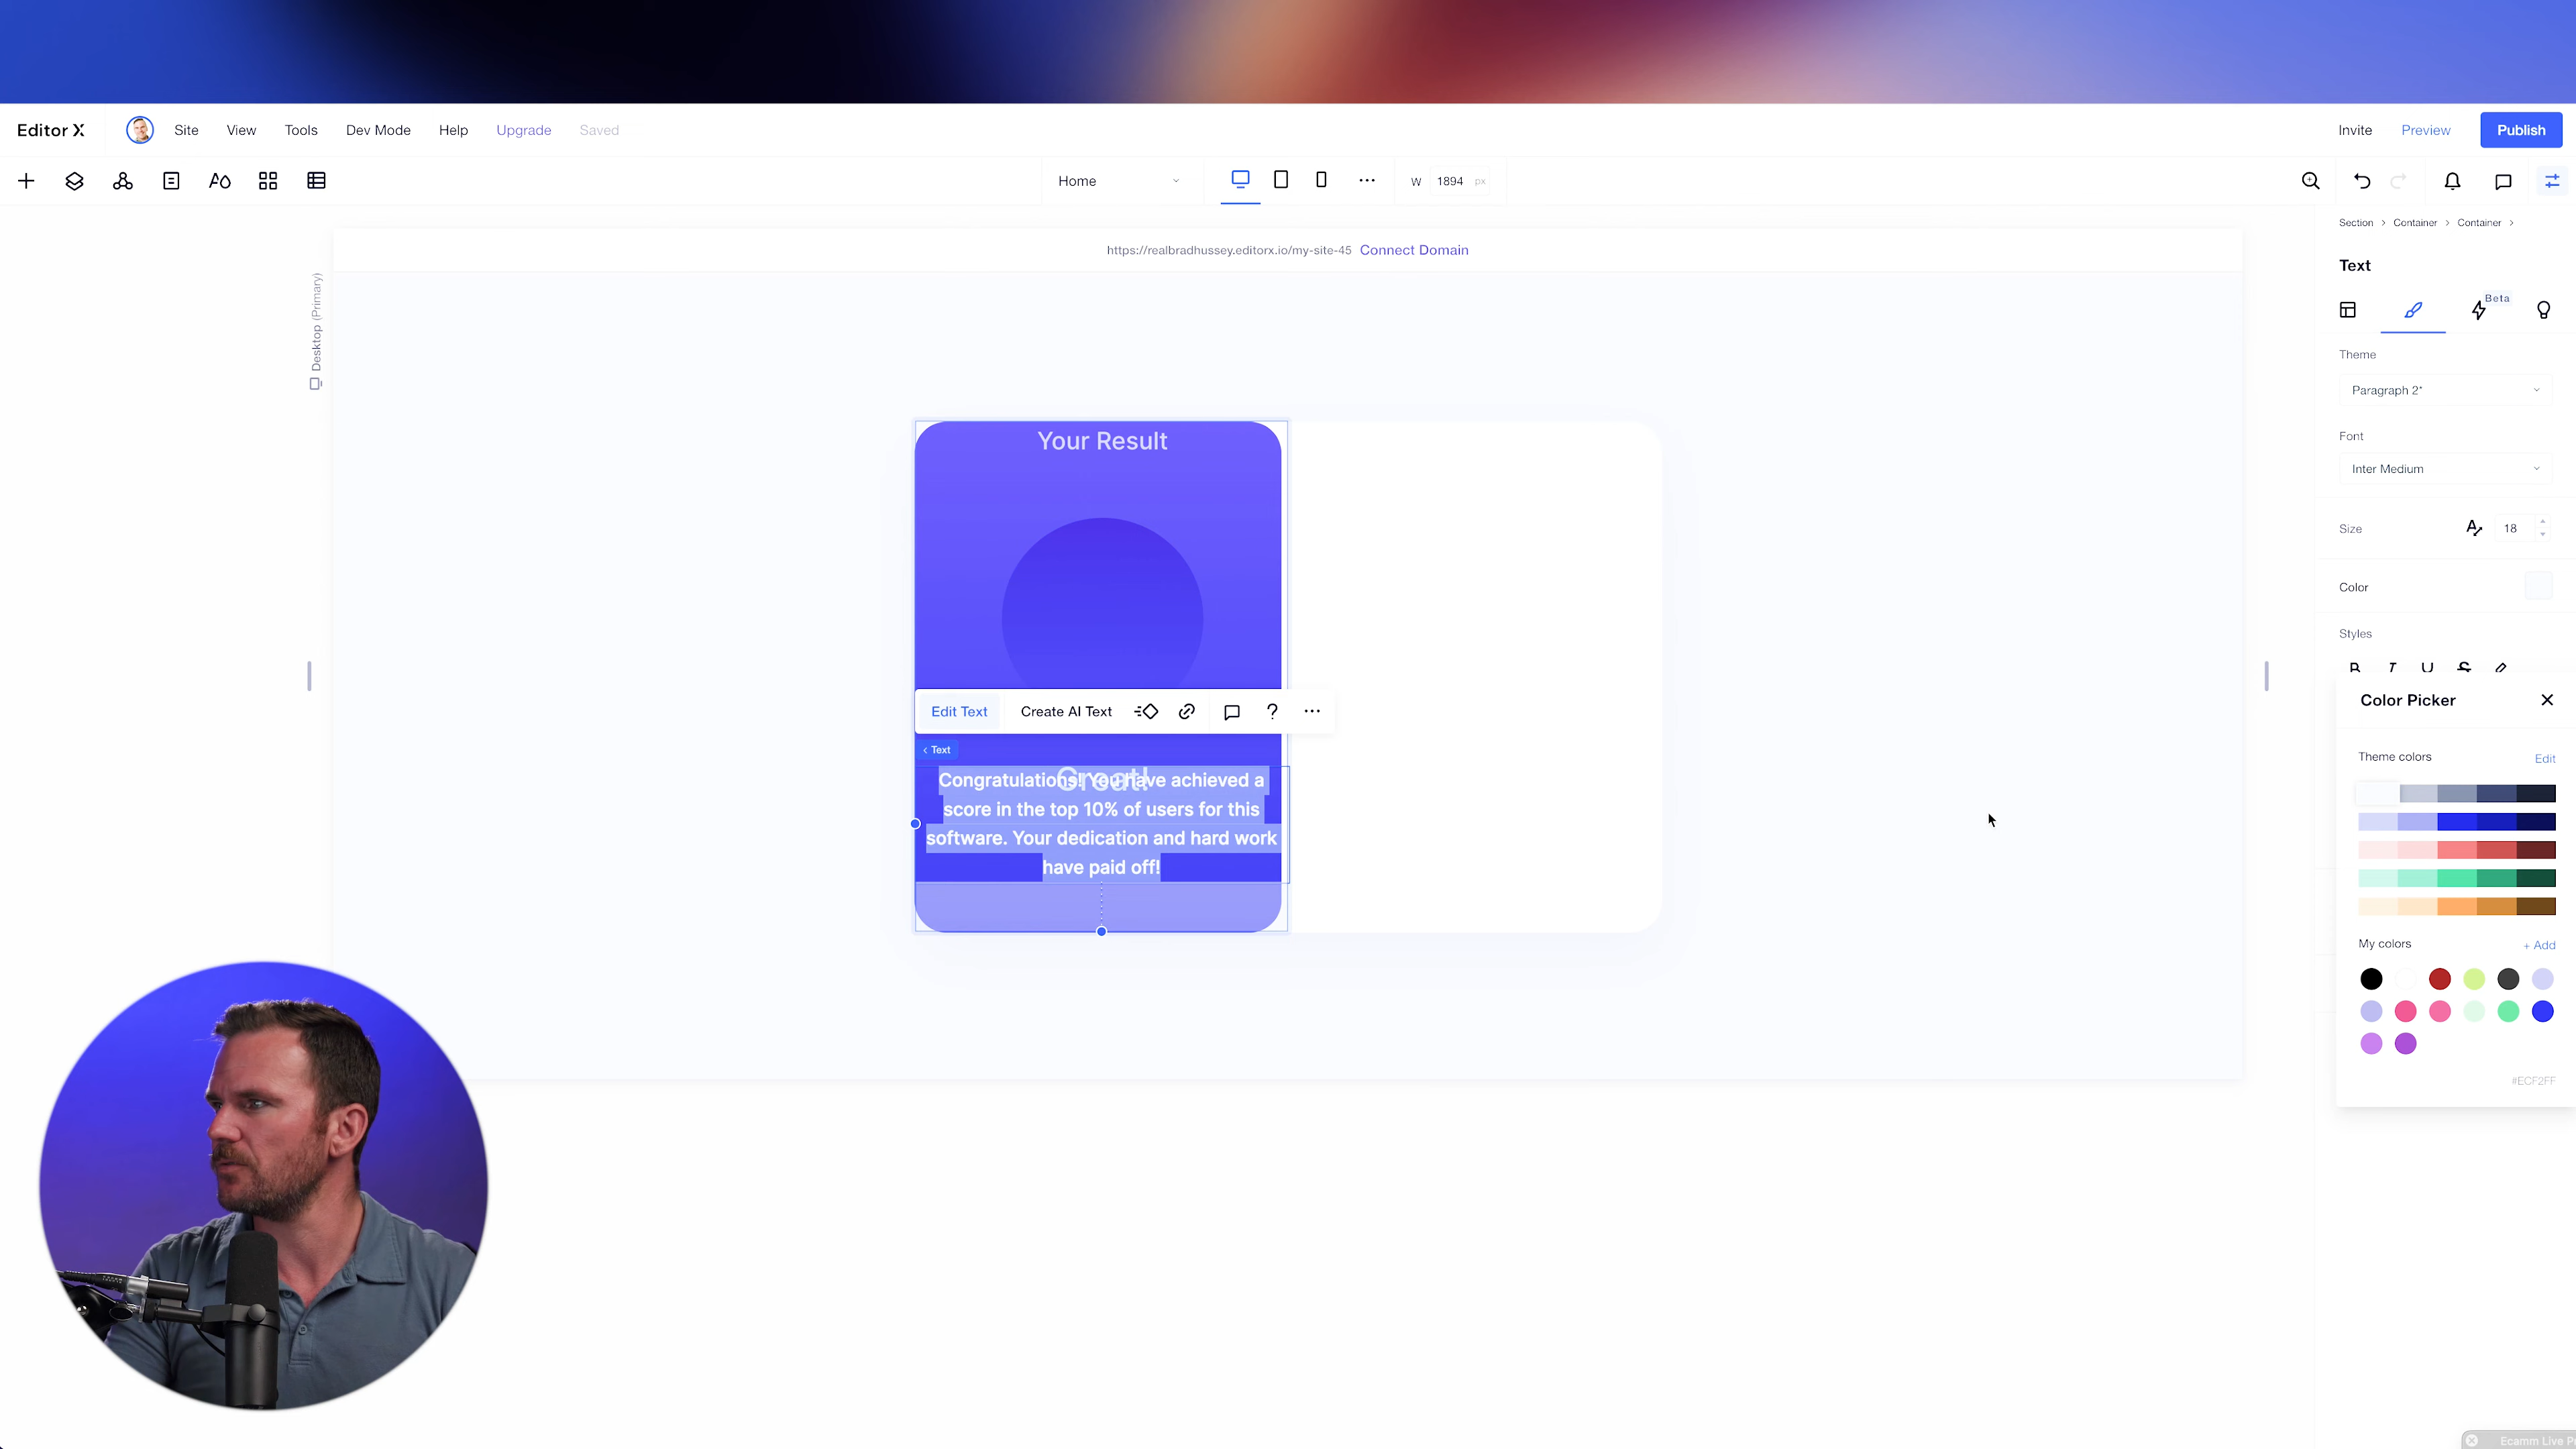 Editor X
Site
View
Tools
Dev Mode
Help
Upgrade
Saved
Invite
Preview
Publish
Home
W 1894 px
Section > Container > Container >
https://realbradhussey.editorx.io/my-site-45 Connect Domain
Desktop (Primary)
Text
Beta
Theme
Paragraph 2*
Font
Inter Medium
Size
18
Color
Styles
B I U S
Your Result
Edit Text
Create AI Text
?
< Text
Great!
Congratulations! You have achieved a
score in the top 10% of users for this
software. Your dedication and hard work
have paid off!
Color Picker
Theme colors
Edit
My colors
+ Add
#ECF2FF
Ecamm Live